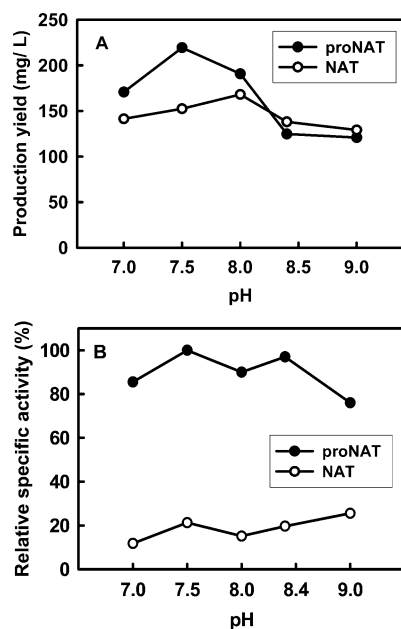 A
proNAT
NAT
Production yield (mg/ L)
250
200
150
100
50
0
7.0 7.5 8.0 8.5 9.0
pH
B
proNAT
NAT
Relative specific activity (%)
100
80
60
40
20
0
7.0 7.5 8.0 8.4 9.0
pH